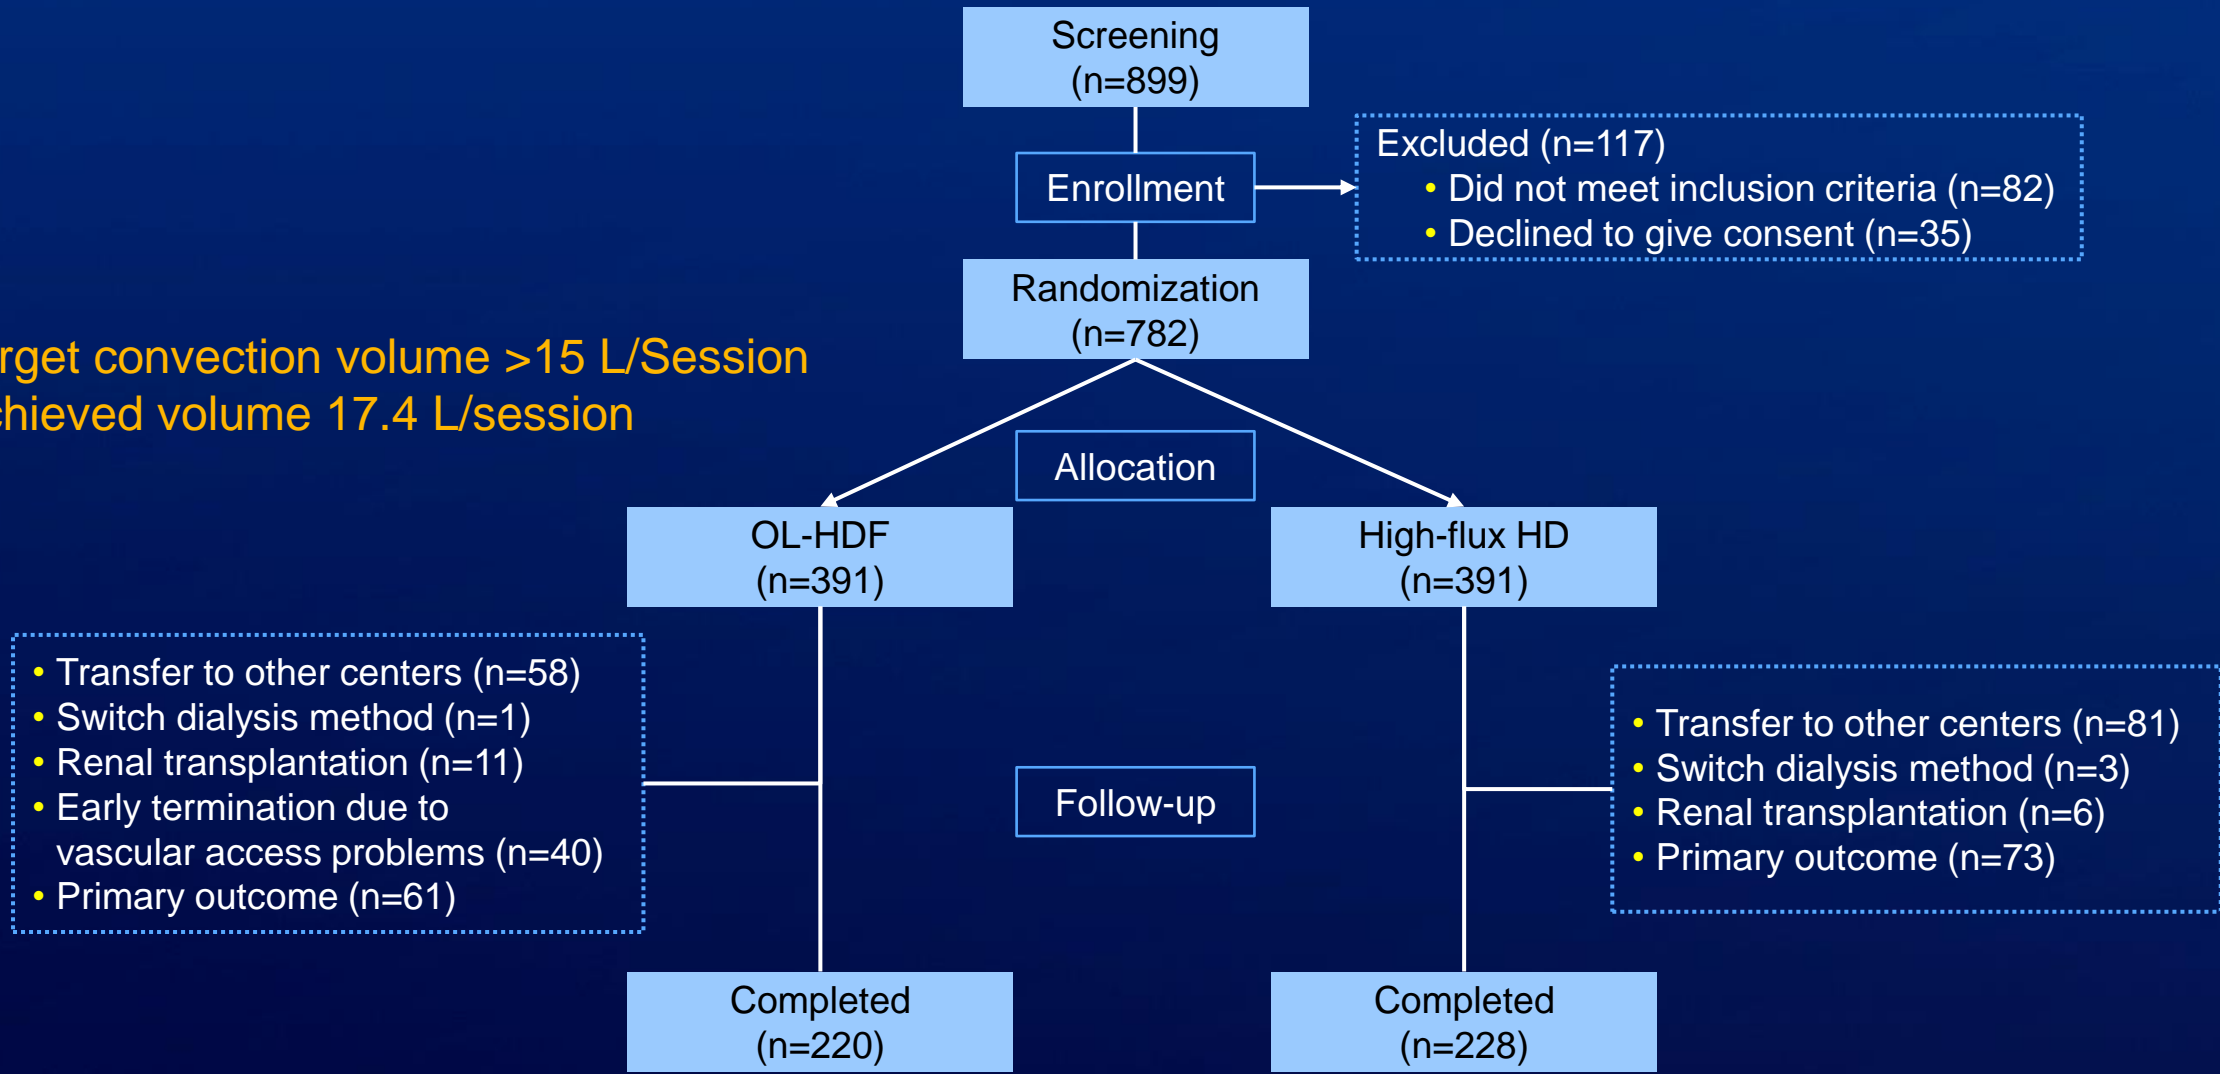 Screening
(n=899)
Enrollment
Excluded (n=117)
• Did not meet inclusion criteria (n=82)
• Declined to give consent (n=35)
Randomization
(n=782)
rget convection volume >15 L/Session
chieved volume 17.4 L/session
Allocation
OL-HDF
(n=391)
High-flux HD
(n=391)
• Transfer to other centers (n=58)
• Switch dialysis method (n=1)
• Renal transplantation (n=11)
• Early termination due to
vascular access problems (n=40)
• Primary outcome (n=61)
Follow-up
• Transfer to other centers (n=81)
• Switch dialysis method (n=3)
• Renal transplantation (n=6)
• Primary outcome (n=73)
Completed
(n=220)
Completed
(n=228)